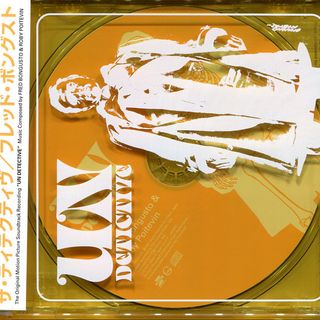 ザ・ディテクティヴ／フレッド・ボングスト
The Original Motion Picture Soundtrack Recording "UN DETECTIVE" Music Composed by FRED BONGUSTO & ROBY POITEVIN
UN
DETECTIVE
ongusto &
Poitevin